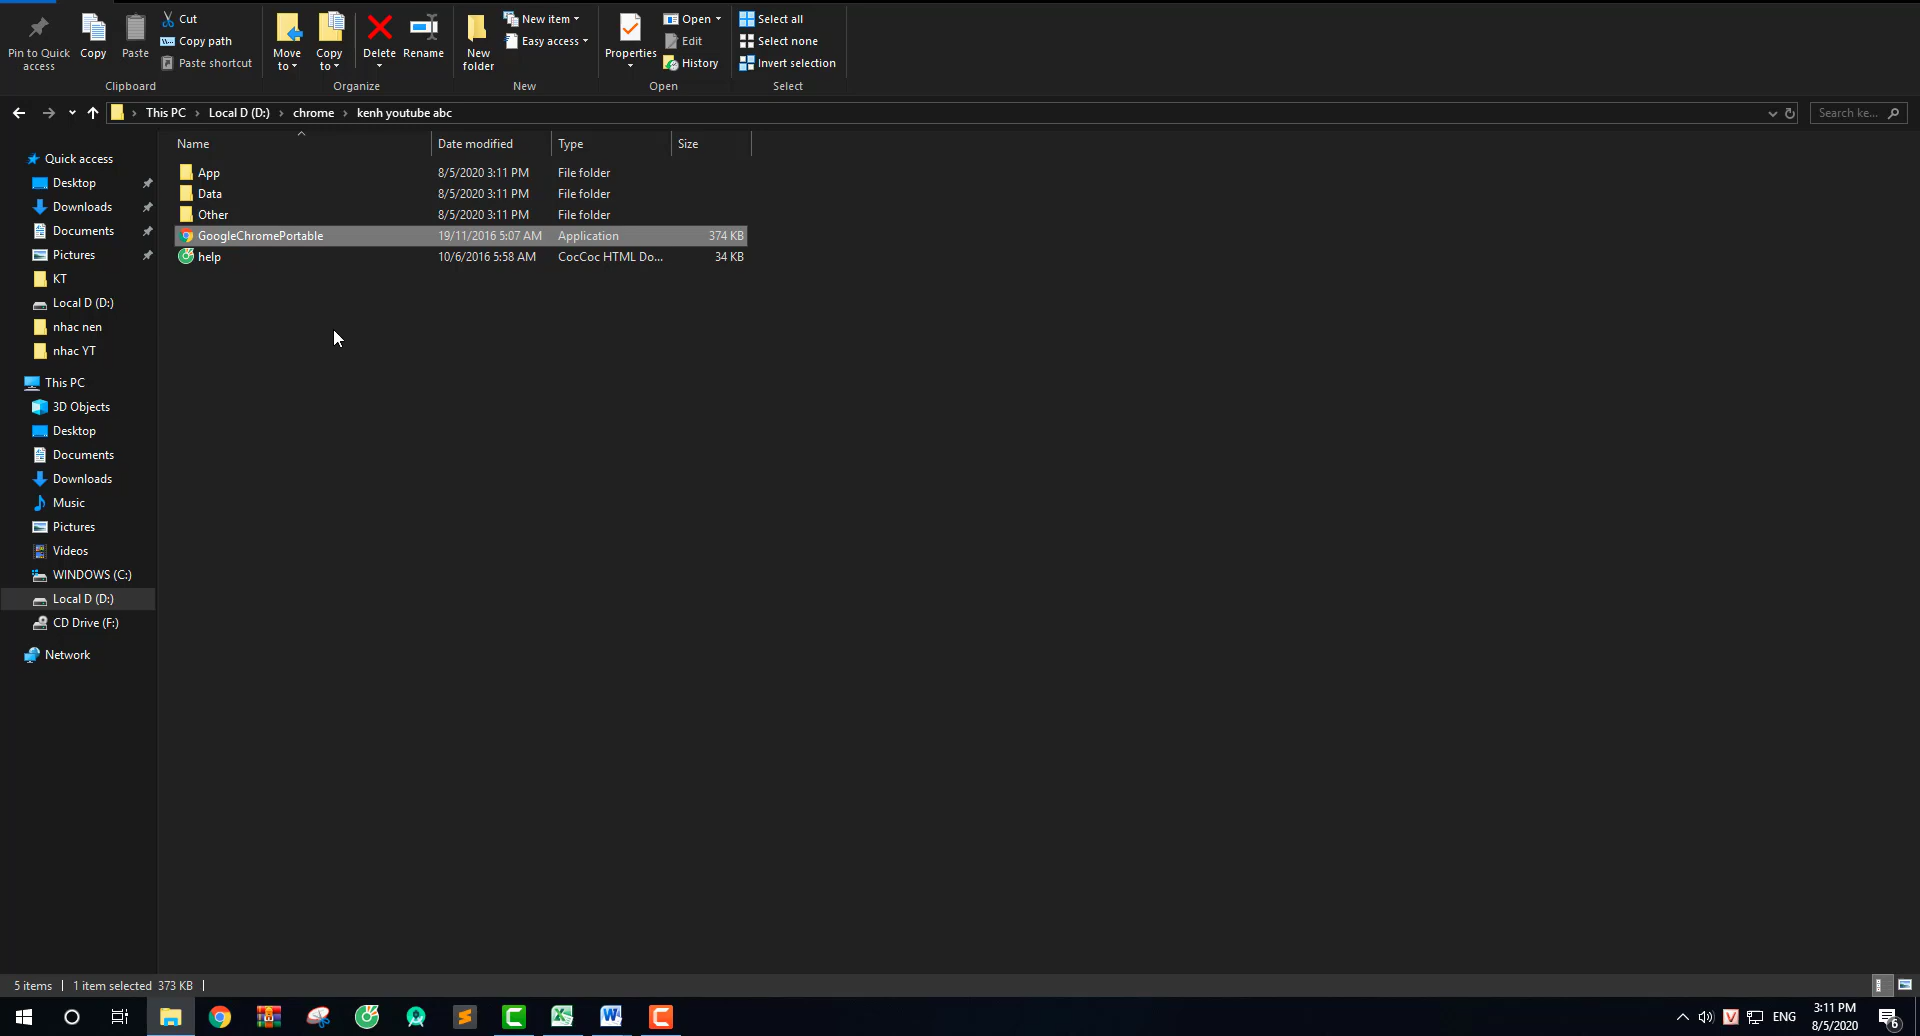 Pin to Quick access
Copy
Paste
Cut
Copy path
Paste shortcut
Clipboard
Move to
Copy to
Delete
Rename
Organize
New folder
New item
Easy access
New
Properties
Open
Edit
History
Open
Select all
Select none
Invert selection
Select
This PC › Local D (D:) › chrome › kenh youtube abc
Search ke...
Name Date modified Type Size
App 8/5/2020 3:11 PM File folder
Data 8/5/2020 3:11 PM File folder
Other 8/5/2020 3:11 PM File folder
GoogleChromePortable 19/11/2016 5:07 AM Application 374 KB
help 10/6/2016 5:58 AM CocCoc HTML Do... 34 KB
Quick access
Desktop
Downloads
Documents
Pictures
KT
Local D (D:)
nhac nen
nhac YT
This PC
3D Objects
Desktop
Documents
Downloads
Music
Pictures
Videos
WINDOWS (C:)
Local D (D:)
CD Drive (F:)
Network
5 items | 1 item selected 373 KB |
V
ENG
3:11 PM
8/5/2020
6